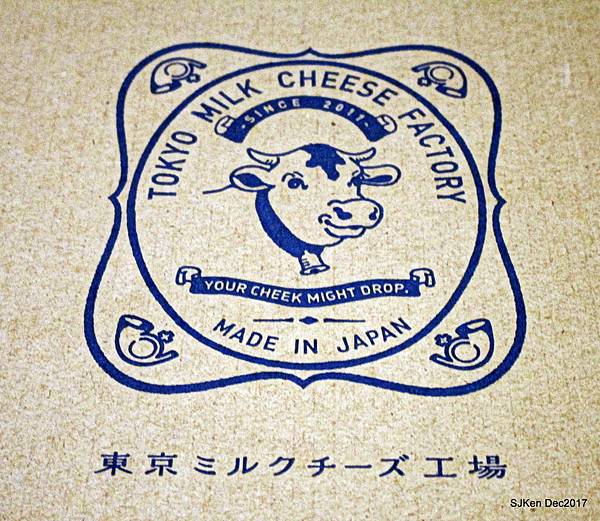 TOKYO MILK CHEESE FACTORY
SINCE 2017
YOUR CHEEK MIGHT DROP.
MADE IN JAPAN
東京ミルクチーズ工場
SJKen Dec2017